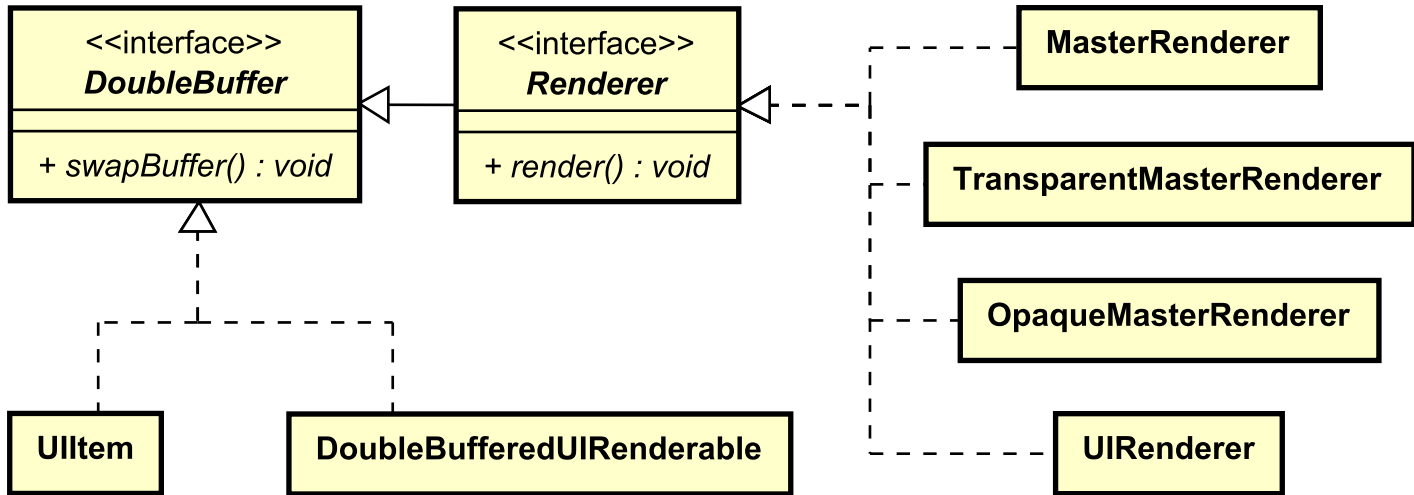 <<interface>>
DoubleBuffer
+ swapBuffer() : void
<<interface>>
Renderer
+ render() : void
MasterRenderer
TransparentMasterRenderer
OpaqueMasterRenderer
UIRenderer
UIItem
DoubleBufferedUIRenderable